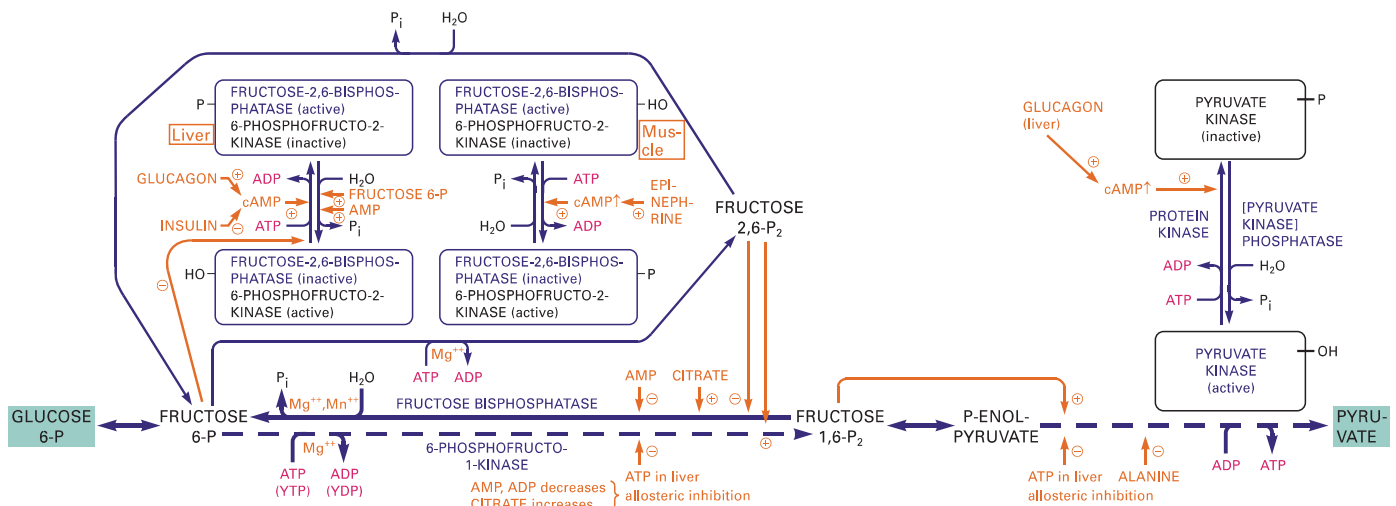 Pi
H2O
P
FRUCTOSE-2,6-BISPHOS-
PHATASE (active)
6-PHOSPHOFRUCTO-2-
KINASE (inactive)
Liver
FRUCTOSE-2,6-BISPHOS-
PHATASE (active)
6-PHOSPHOFRUCTO-2-
KINASE (inactive)
HO
Mus-
cle
GLUCAGON
⊕
cAMP
⊕
INSULIN
⊖
ADP
ATP
H2O
FRUCTOSE 6-P
⊕
AMP
⊕
Pi
Pi
H2O
ATP
cAMP↑
⊕
ADP
EPI-
NEPH-
RINE
⊕
HO
FRUCTOSE-2,6-BISPHOS-
PHATASE (inactive)
6-PHOSPHOFRUCTO-2-
KINASE (active)
FRUCTOSE-2,6-BISPHOS-
PHATASE (inactive)
6-PHOSPHOFRUCTO-2-
KINASE (active)
P
⊖
FRUCTOSE
2,6-P2
GLUCAGON
(liver)
⊕
cAMP↑
⊕
PYRUVATE
KINASE
(inactive)
P
PROTEIN
KINASE
[PYRUVATE
KINASE]
PHOSPHATASE
ADP
ATP
H2O
Pi
PYRUVATE
KINASE
(active)
OH
Mg++
ATP
ADP
Pi
H2O
Mg++,Mn++
FRUCTOSE BISPHOSPHATASE
AMP
⊖
CITRATE
⊕
⊖
⊕
GLUCOSE
6-P
FRUCTOSE
6-P
FRUCTOSE
1,6-P2
P-ENOL-
PYRUVATE
PYRU-
VATE
Mg++
ATP
(YTP)
ADP
(YDP)
6-PHOSPHOFRUCTO-
1-KINASE
⊖
ATP in liver
allosteric inhibition
AMP, ADP decreases
CITRATE increases
⊕
⊖
ATP in liver
allosteric inhibition
⊖
ALANINE
ADP
ATP